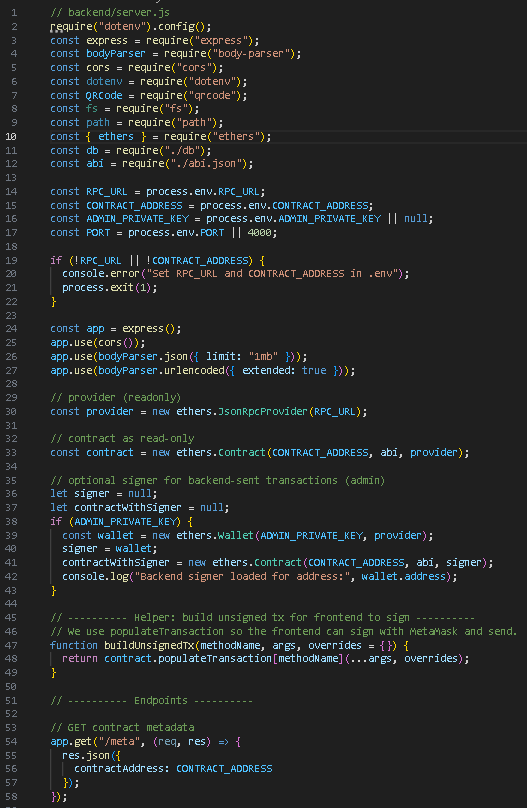 1 // backend/server.js
2 require("dotenv").config();
3 const express = require("express");
4 const bodyParser = require("body-parser");
5 const cors = require("cors");
6 const dotenv = require("dotenv");
7 const QRCode = require("qrcode");
8 const fs = require("fs");
9 const path = require("path");
10 const { ethers } = require("ethers");
11 const db = require("./db");
12 const abi = require("./abi.json");
13
14 const RPC_URL = process.env.RPC_URL;
15 const CONTRACT_ADDRESS = process.env.CONTRACT_ADDRESS;
16 const ADMIN_PRIVATE_KEY = process.env.ADMIN_PRIVATE_KEY || null;
17 const PORT = process.env.PORT || 4000;
18
19 if (!RPC_URL || !CONTRACT_ADDRESS) {
20 console.error("Set RPC_URL and CONTRACT_ADDRESS in .env");
21 process.exit(1);
22 }
23
24 const app = express();
25 app.use(cors());
26 app.use(bodyParser.json({ limit: "1mb" }));
27 app.use(bodyParser.urlencoded({ extended: true }));
28
29 // provider (readonly)
30 const provider = new ethers.JsonRpcProvider(RPC_URL);
31
32 // contract as read-only
33 const contract = new ethers.Contract(CONTRACT_ADDRESS, abi, provider);
34
35 // optional signer for backend-sent transactions (admin)
36 let signer = null;
37 let contractWithSigner = null;
38 if (ADMIN_PRIVATE_KEY) {
39 const wallet = new ethers.Wallet(ADMIN_PRIVATE_KEY, provider);
40 signer = wallet;
41 contractWithSigner = new ethers.Contract(CONTRACT_ADDRESS, abi, signer);
42 console.log("Backend signer loaded for address:", wallet.address);
43 }
44
45 // ---------- Helper: build unsigned tx for frontend to sign ----------
46 // We use populateTransaction so the frontend can sign with MetaMask and send.
47 function buildUnsignedTx(methodName, args, overrides = {}) {
48 return contract.populateTransaction[methodName](...args, overrides);
49 }
50
51 // ---------- Endpoints ----------
52
53 // GET contract metadata
54 app.get("/meta", (req, res) => {
55 res.json({
56 contractAddress: CONTRACT_ADDRESS
57 });
58 });